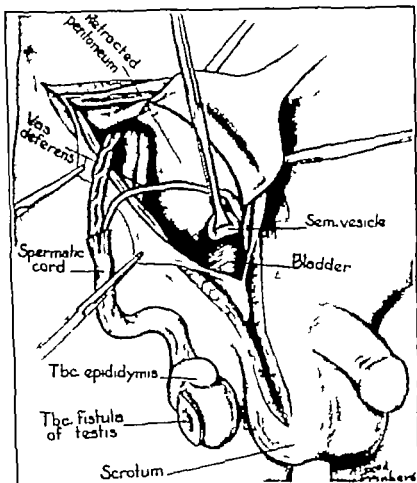 Retracted
peritoneum
Vas
deferens
Sem. vesicle
Spermatic
cord
Bladder
Tbc. epididymis
Tbc. fistula
of testis
Scrotum